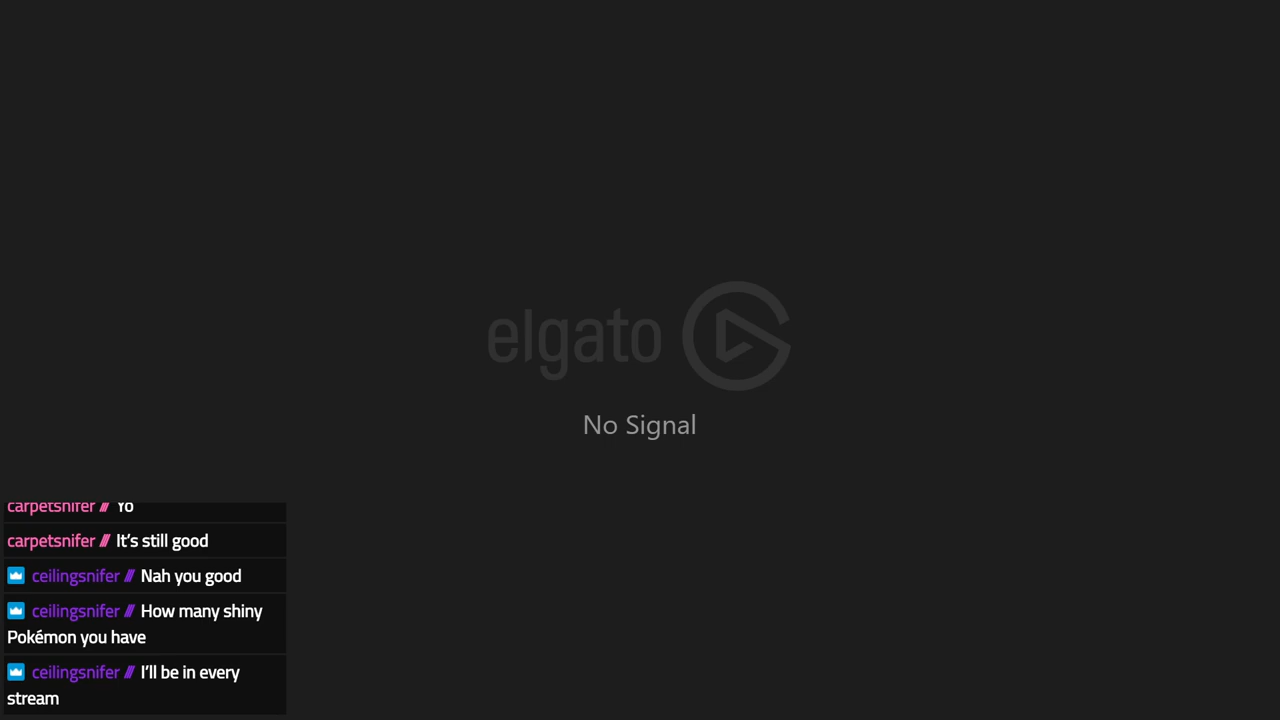 elgato
No Signal
carpetsnifer /// Yo
carpetsnifer /// It's still good
ceilingsnifer /// Nah you good
ceilingsnifer /// How many shiny
Pokémon you have
ceilingsnifer /// I'll be in every
stream